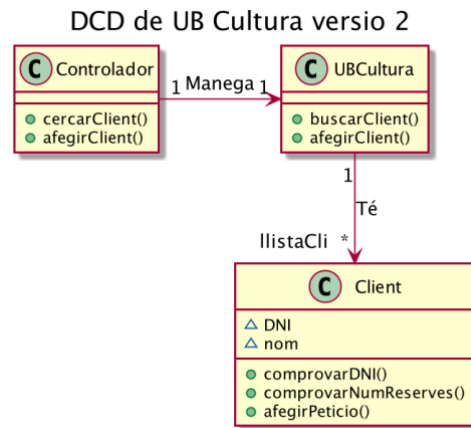 DCD de UB Cultura versio 2
C Controlador
cercarClient()
afegirClient()
1 Manega 1
C UBCultura
buscarClient()
afegirClient()
1
Té
llistaCli *
C Client
DNI
nom
comprovarDNI()
comprovarNumReserves()
afegirPeticio()